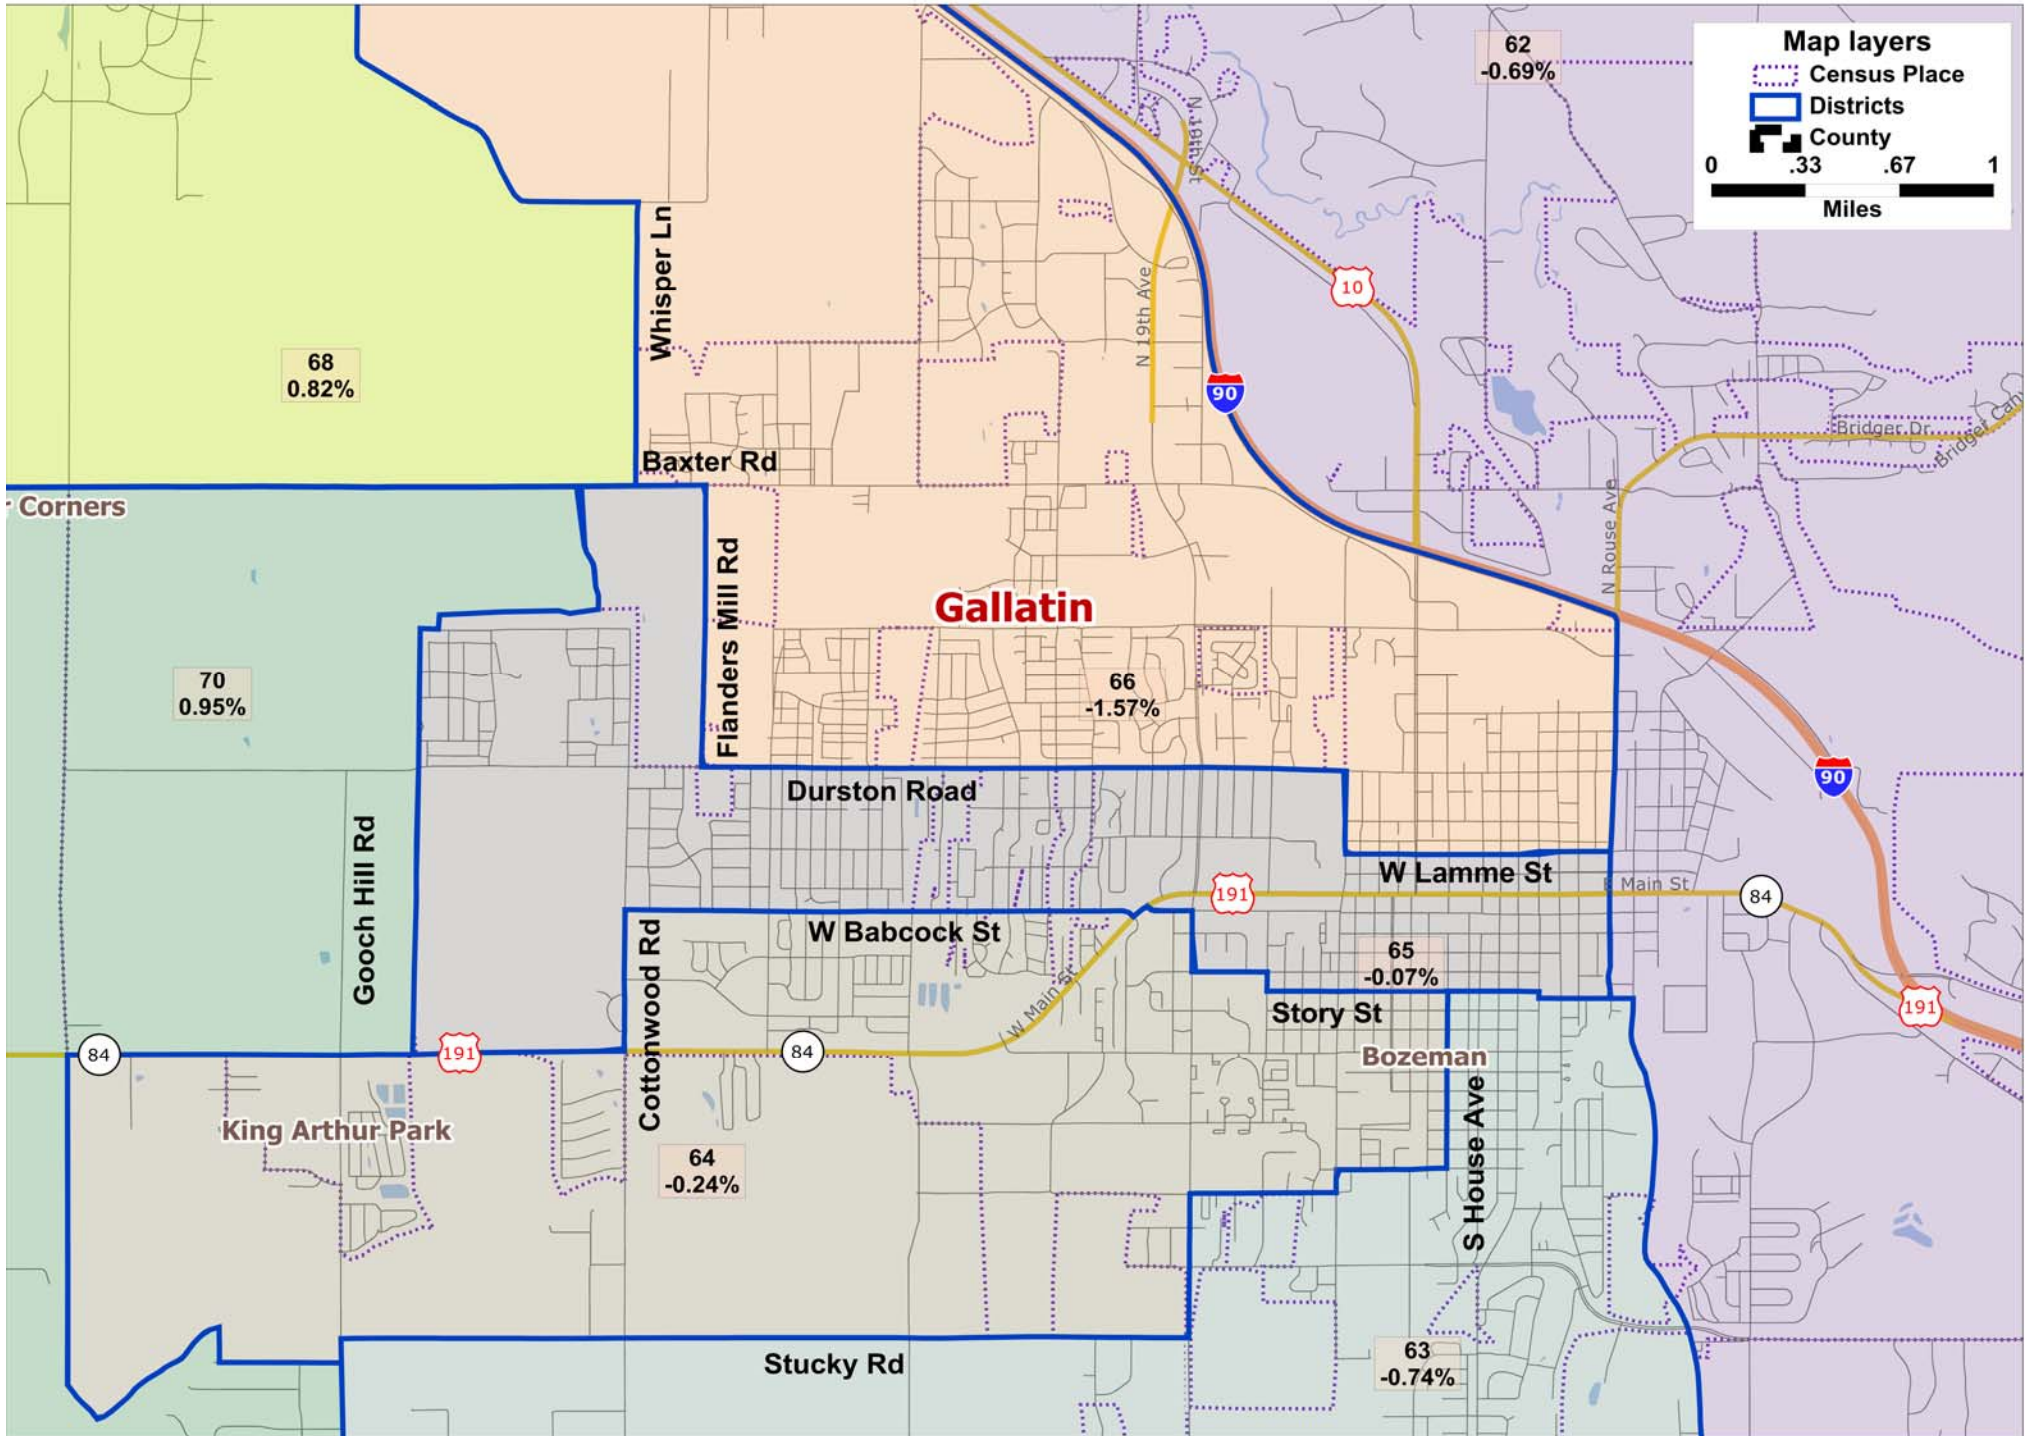 62
-0.69%
Map layers
Census Place
Districts
County
0 .33 .67 1
Miles
N 19th Ave
10
Whisper Ln
68
0.82%
90
Bridger Dr
Baxter Rd
Corners
N Rouse Ave
Flanders Mill Rd
Gallatin
70
0.95%
66
-1.57%
90
Durston Road
Gooch Hill Rd
W Lamme St
191
Main St
84
W Babcock St
Cottonwood Rd
65
-0.07%
W Main St
Story St
191
84
191
84
Bozeman
King Arthur Park
S House Ave
64
-0.24%
Stucky Rd
63
-0.74%